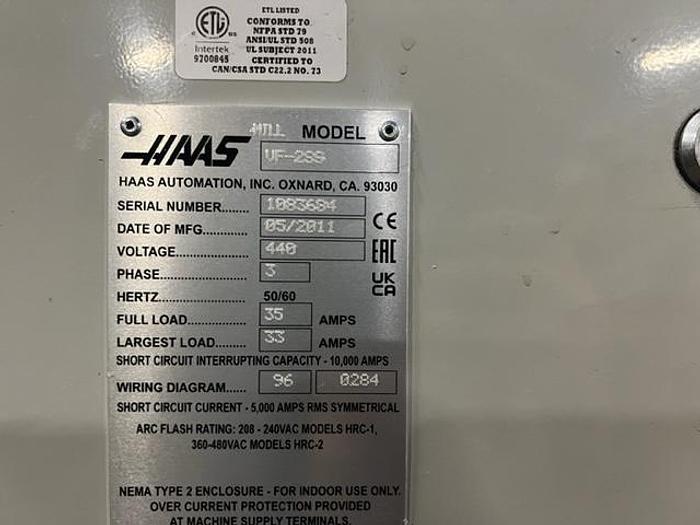 ETL LISTED
CONFORMS TO
NFPA STD 79
ANSI/UL STD 508
UL SUBJECT 2011
CERTIFIED TO
CAN/CSA STD C22.2 NO. 73
ETL
Intertek
9700845
HAAS MILL MODEL VF-2SS
HAAS AUTOMATION, INC. OXNARD, CA. 93030
SERIAL NUMBER........ 1083684
DATE OF MFG............. 05/2011
VOLTAGE.................... 440
PHASE........................ 3
HERTZ 50/60
FULL LOAD................. 35 AMPS
LARGEST LOAD.......... 33 AMPS
CE
EAC
UK
CA
SHORT CIRCUIT INTERRUPTING CAPACITY - 10,000 AMPS
WIRING DIAGRAM...... 96 0284
SHORT CIRCUIT CURRENT - 5,000 AMPS RMS SYMMETRICAL
ARC FLASH RATING: 208 - 240VAC MODELS HRC-1,
360-480VAC MODELS HRC-2
NEMA TYPE 2 ENCLOSURE - FOR INDOOR USE ONLY.
OVER CURRENT PROTECTION PROVIDED
AT MACHINE SUPPLY TERMINALS.